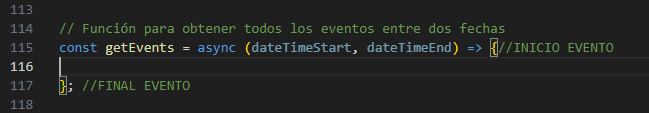 113
114 // Función para obtener todos los eventos entre dos fechas
115 const getEvents = async (dateTimeStart, dateTimeEnd) => {//INICIO EVENTO
116
117 }; //FINAL EVENTO
118